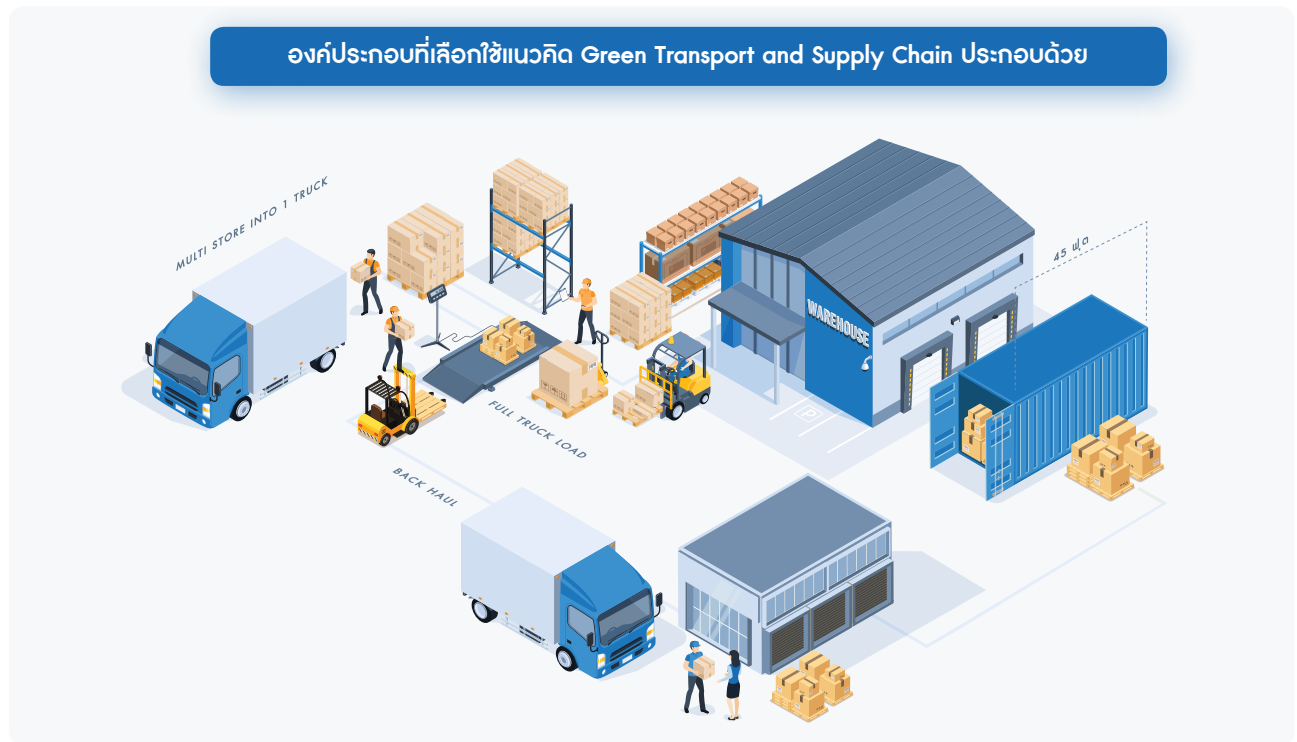 องค์ประกอบที่เลือกใช้แนวคิด Green Transport and Supply Chain ประกอบด้วย
MULTI STORE INTO 1 TRUCK
45 ฟุต
WAREHOUSE
P
FULL TRUCK LOAD
BACK HAUL